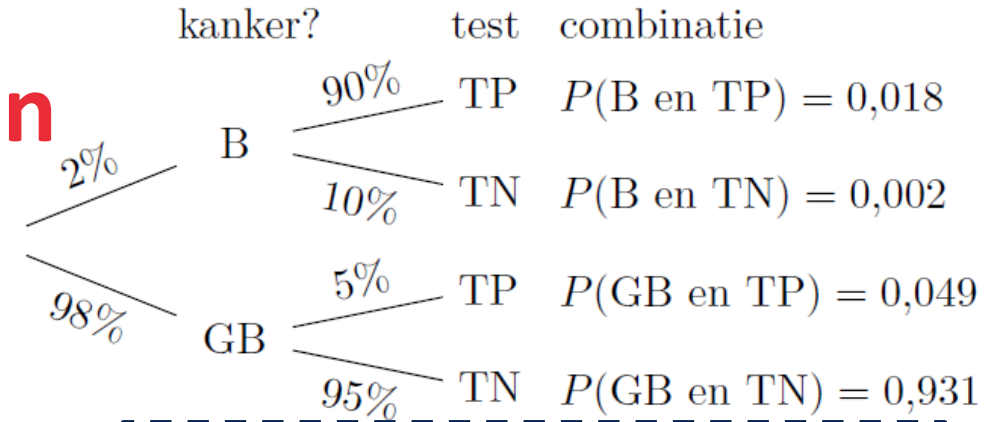 kanker? test combinatie
90% TP P(B en TP) = 0,018
n
B
2%
10% TN P(B en TN) = 0,002
5% TP P(GB en TP) = 0,049
98%
GB
95% TN P(GB en TN) = 0,931